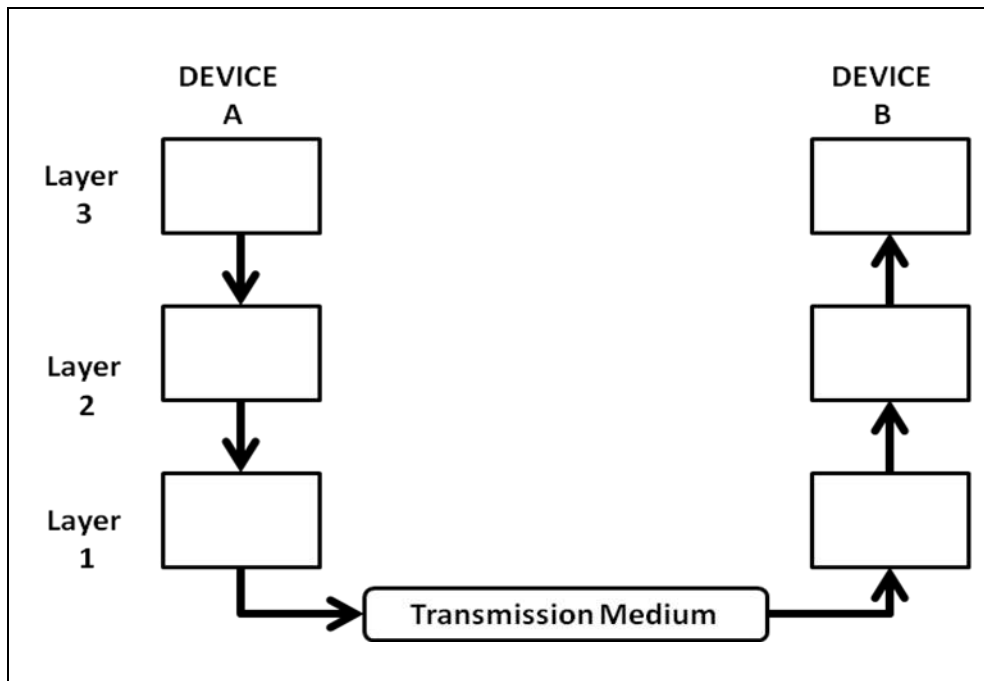 DEVICE
A
DEVICE
B
Layer
3
Layer
2
Layer
1
Transmission Medium